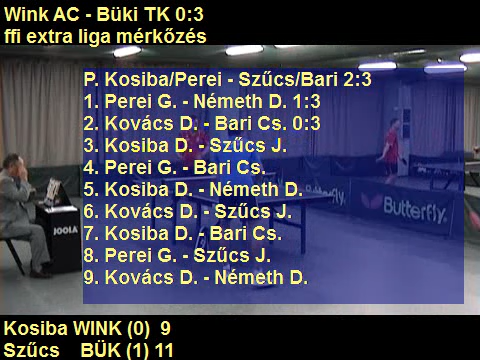 Wink AC - Büki TK 0:3
ffi extra liga mérkőzés
P. Kosiba/Perei - Szűcs/Bari 2:3
1. Perei G. - Németh D. 1:3
2. Kovács D. - Bari Cs. 0:3
3. Kosiba D. - Szűcs J.
4. Perei G. - Bari Cs.
5. Kosiba D. - Németh D.
6. Kovács D. - Szűcs J.
7. Kosiba D. - Bari Cs.
8. Perei G. - Szűcs J.
9. Kovács D. - Németh D.
JOOLA
Butterfly
Kosiba WINK (0) 9
Szűcs BÜK (1) 11